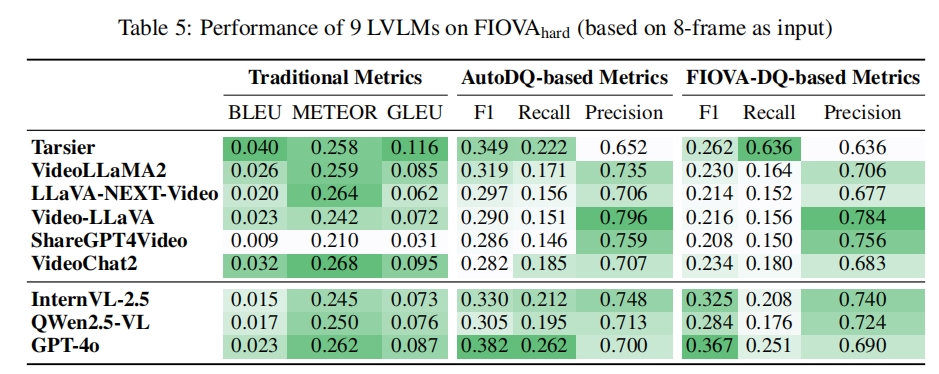 Table 5: Performance of 9 LVLMs on FIOVAhard (based on 8-frame as input)
Traditional Metrics AutoDQ-based Metrics FIOVA-DQ-based Metrics
BLEU METEOR GLEU F1 Recall Precision F1 Recall Precision
Tarsier 0.040 0.258 0.116 0.349 0.222 0.652 0.262 0.636 0.636
VideoLLaMA2 0.026 0.259 0.085 0.319 0.171 0.735 0.230 0.164 0.706
LLaVA-NEXT-Video 0.020 0.264 0.062 0.297 0.156 0.706 0.214 0.152 0.677
Video-LLaVA 0.023 0.242 0.072 0.290 0.151 0.796 0.216 0.156 0.784
ShareGPT4Video 0.009 0.210 0.031 0.286 0.146 0.759 0.208 0.150 0.756
VideoChat2 0.032 0.268 0.095 0.282 0.185 0.707 0.234 0.180 0.683
InternVL-2.5 0.015 0.245 0.073 0.330 0.212 0.748 0.325 0.208 0.740
QWen2.5-VL 0.017 0.250 0.076 0.305 0.195 0.713 0.284 0.176 0.724
GPT-4o 0.023 0.262 0.087 0.382 0.262 0.700 0.367 0.251 0.690